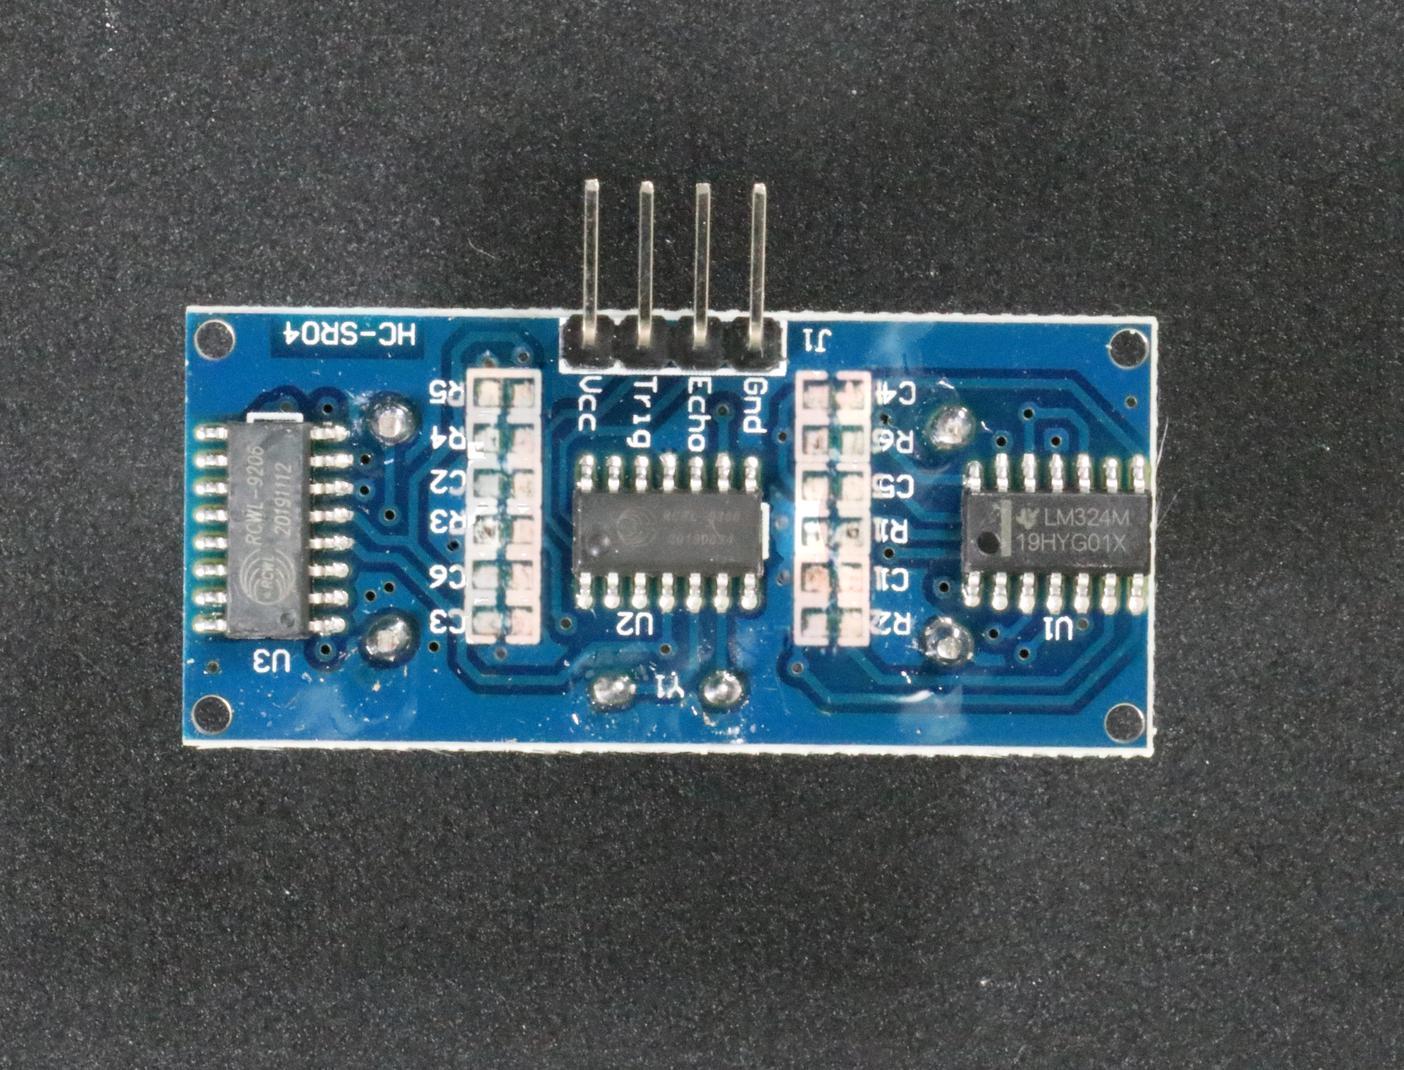 HC-SR04
J1
Vcc
Trig
Echo
Gnd
R5
R4
C2
R3
C6
C3
C4
R6
C5
R1
C1
R2
RCWL-9206
20191112
RCWL
U3
U2
Y1
LM324M
19HYG01X
U1